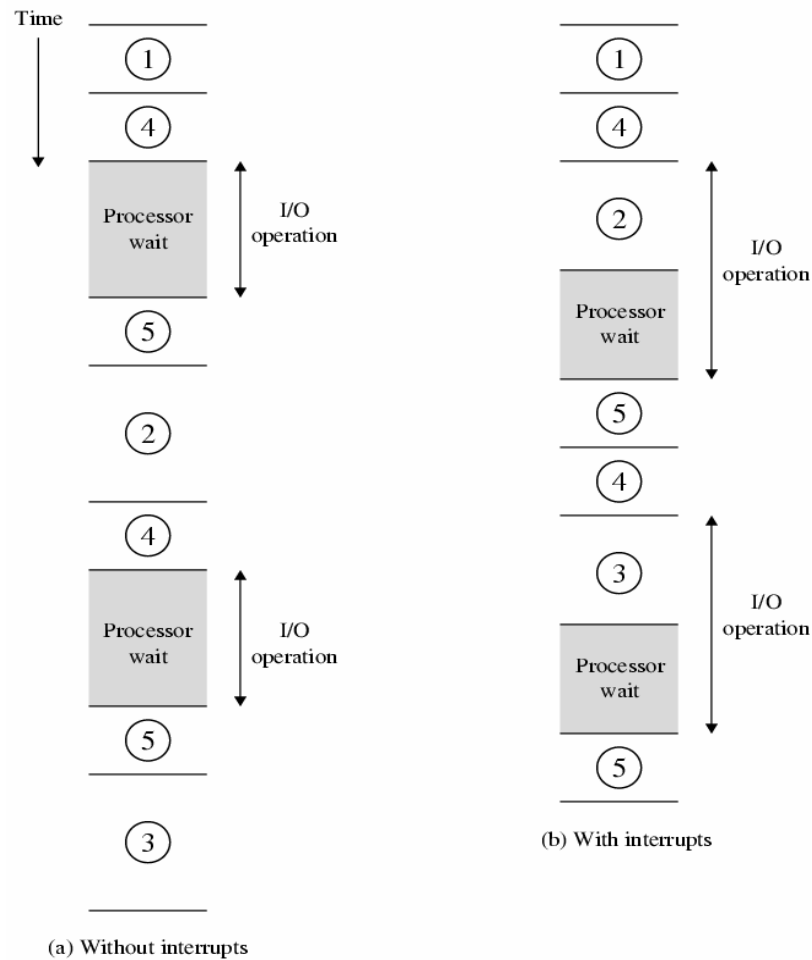 Time
1
4
Processor
wait
I/O
operation
5
2
4
Processor
wait
I/O
operation
5
3
(a) Without interrupts
1
4
2
I/O
operation
Processor
wait
5
4
3
I/O
operation
Processor
wait
5
(b) With interrupts